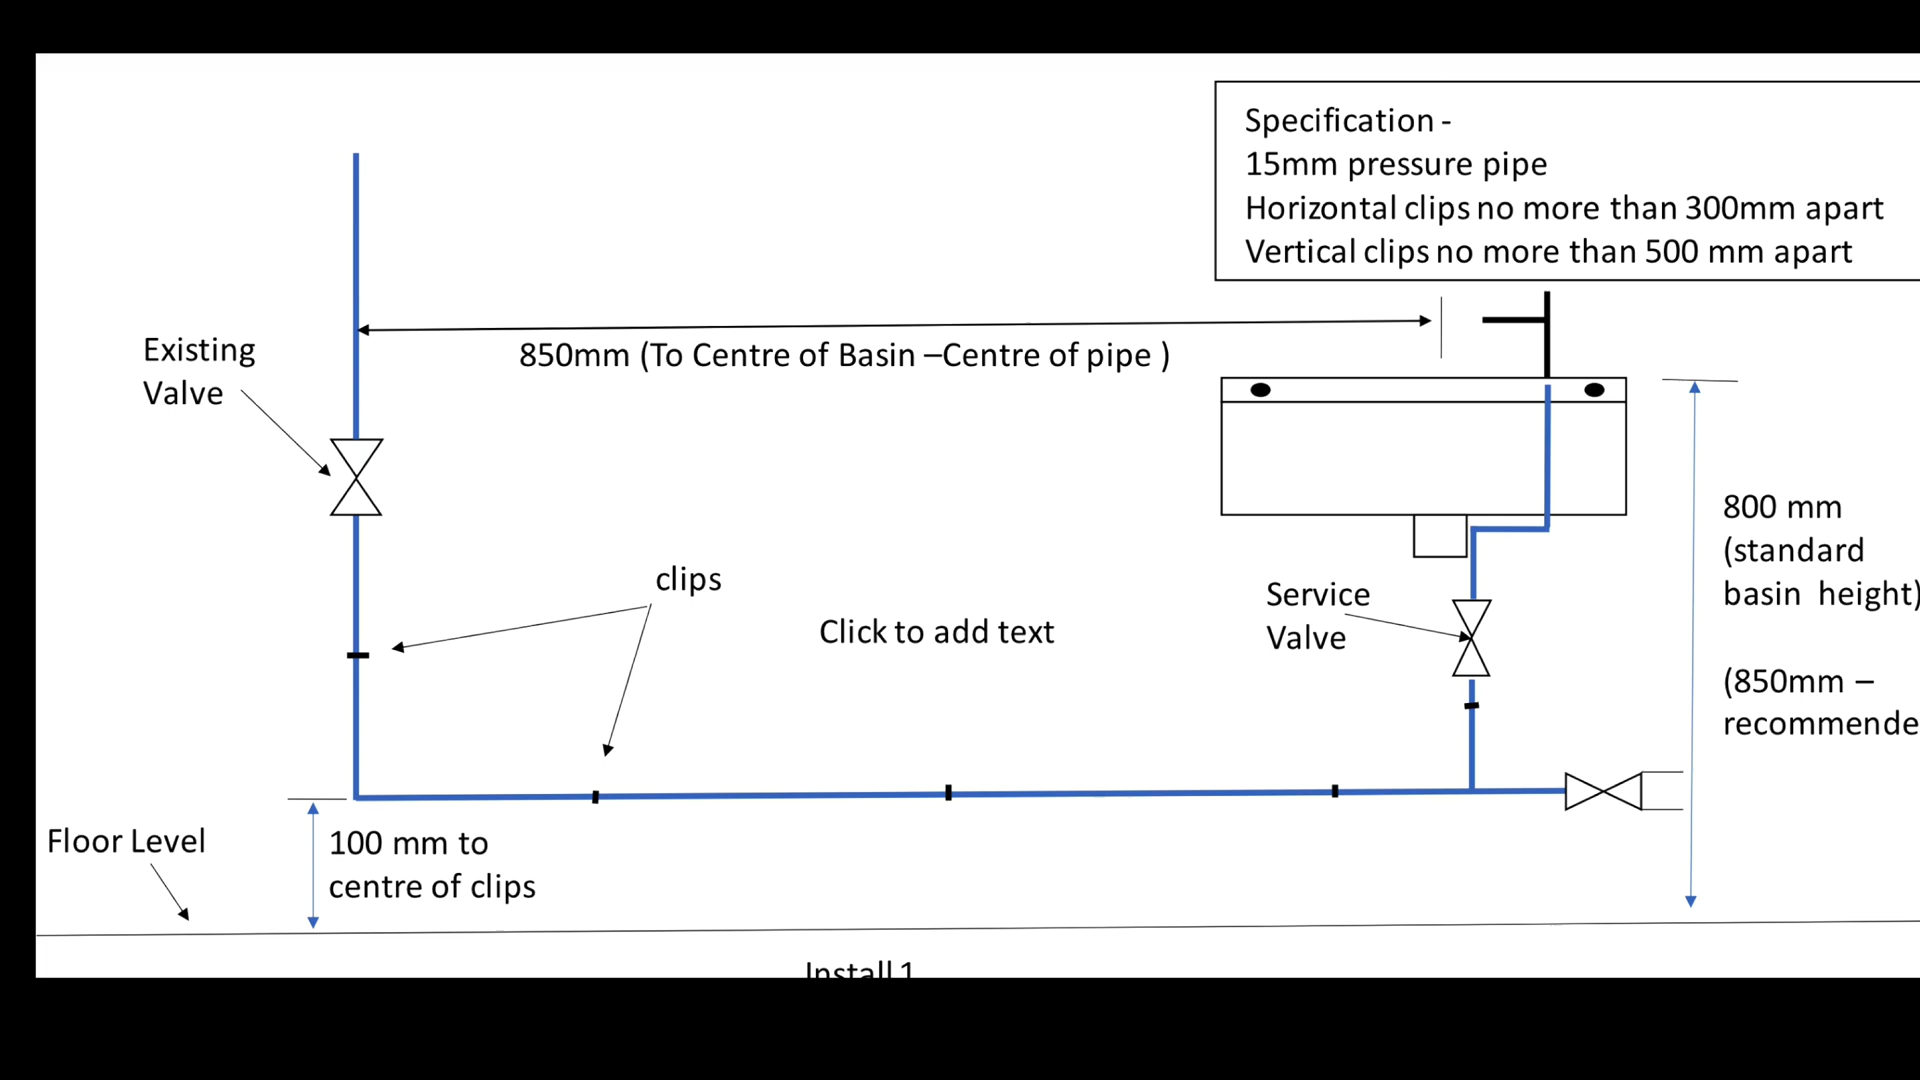 Specification -
15mm pressure pipe
Horizontal clips no more than 300mm apart
Vertical clips no more than 500 mm apart
Existing
Valve
850mm (To Centre of Basin –Centre of pipe )
800 mm
(standard
basin height)
(850mm –
recommende
clips
Click to add text
Service
Valve
Floor Level
100 mm to
centre of clips
Install 1